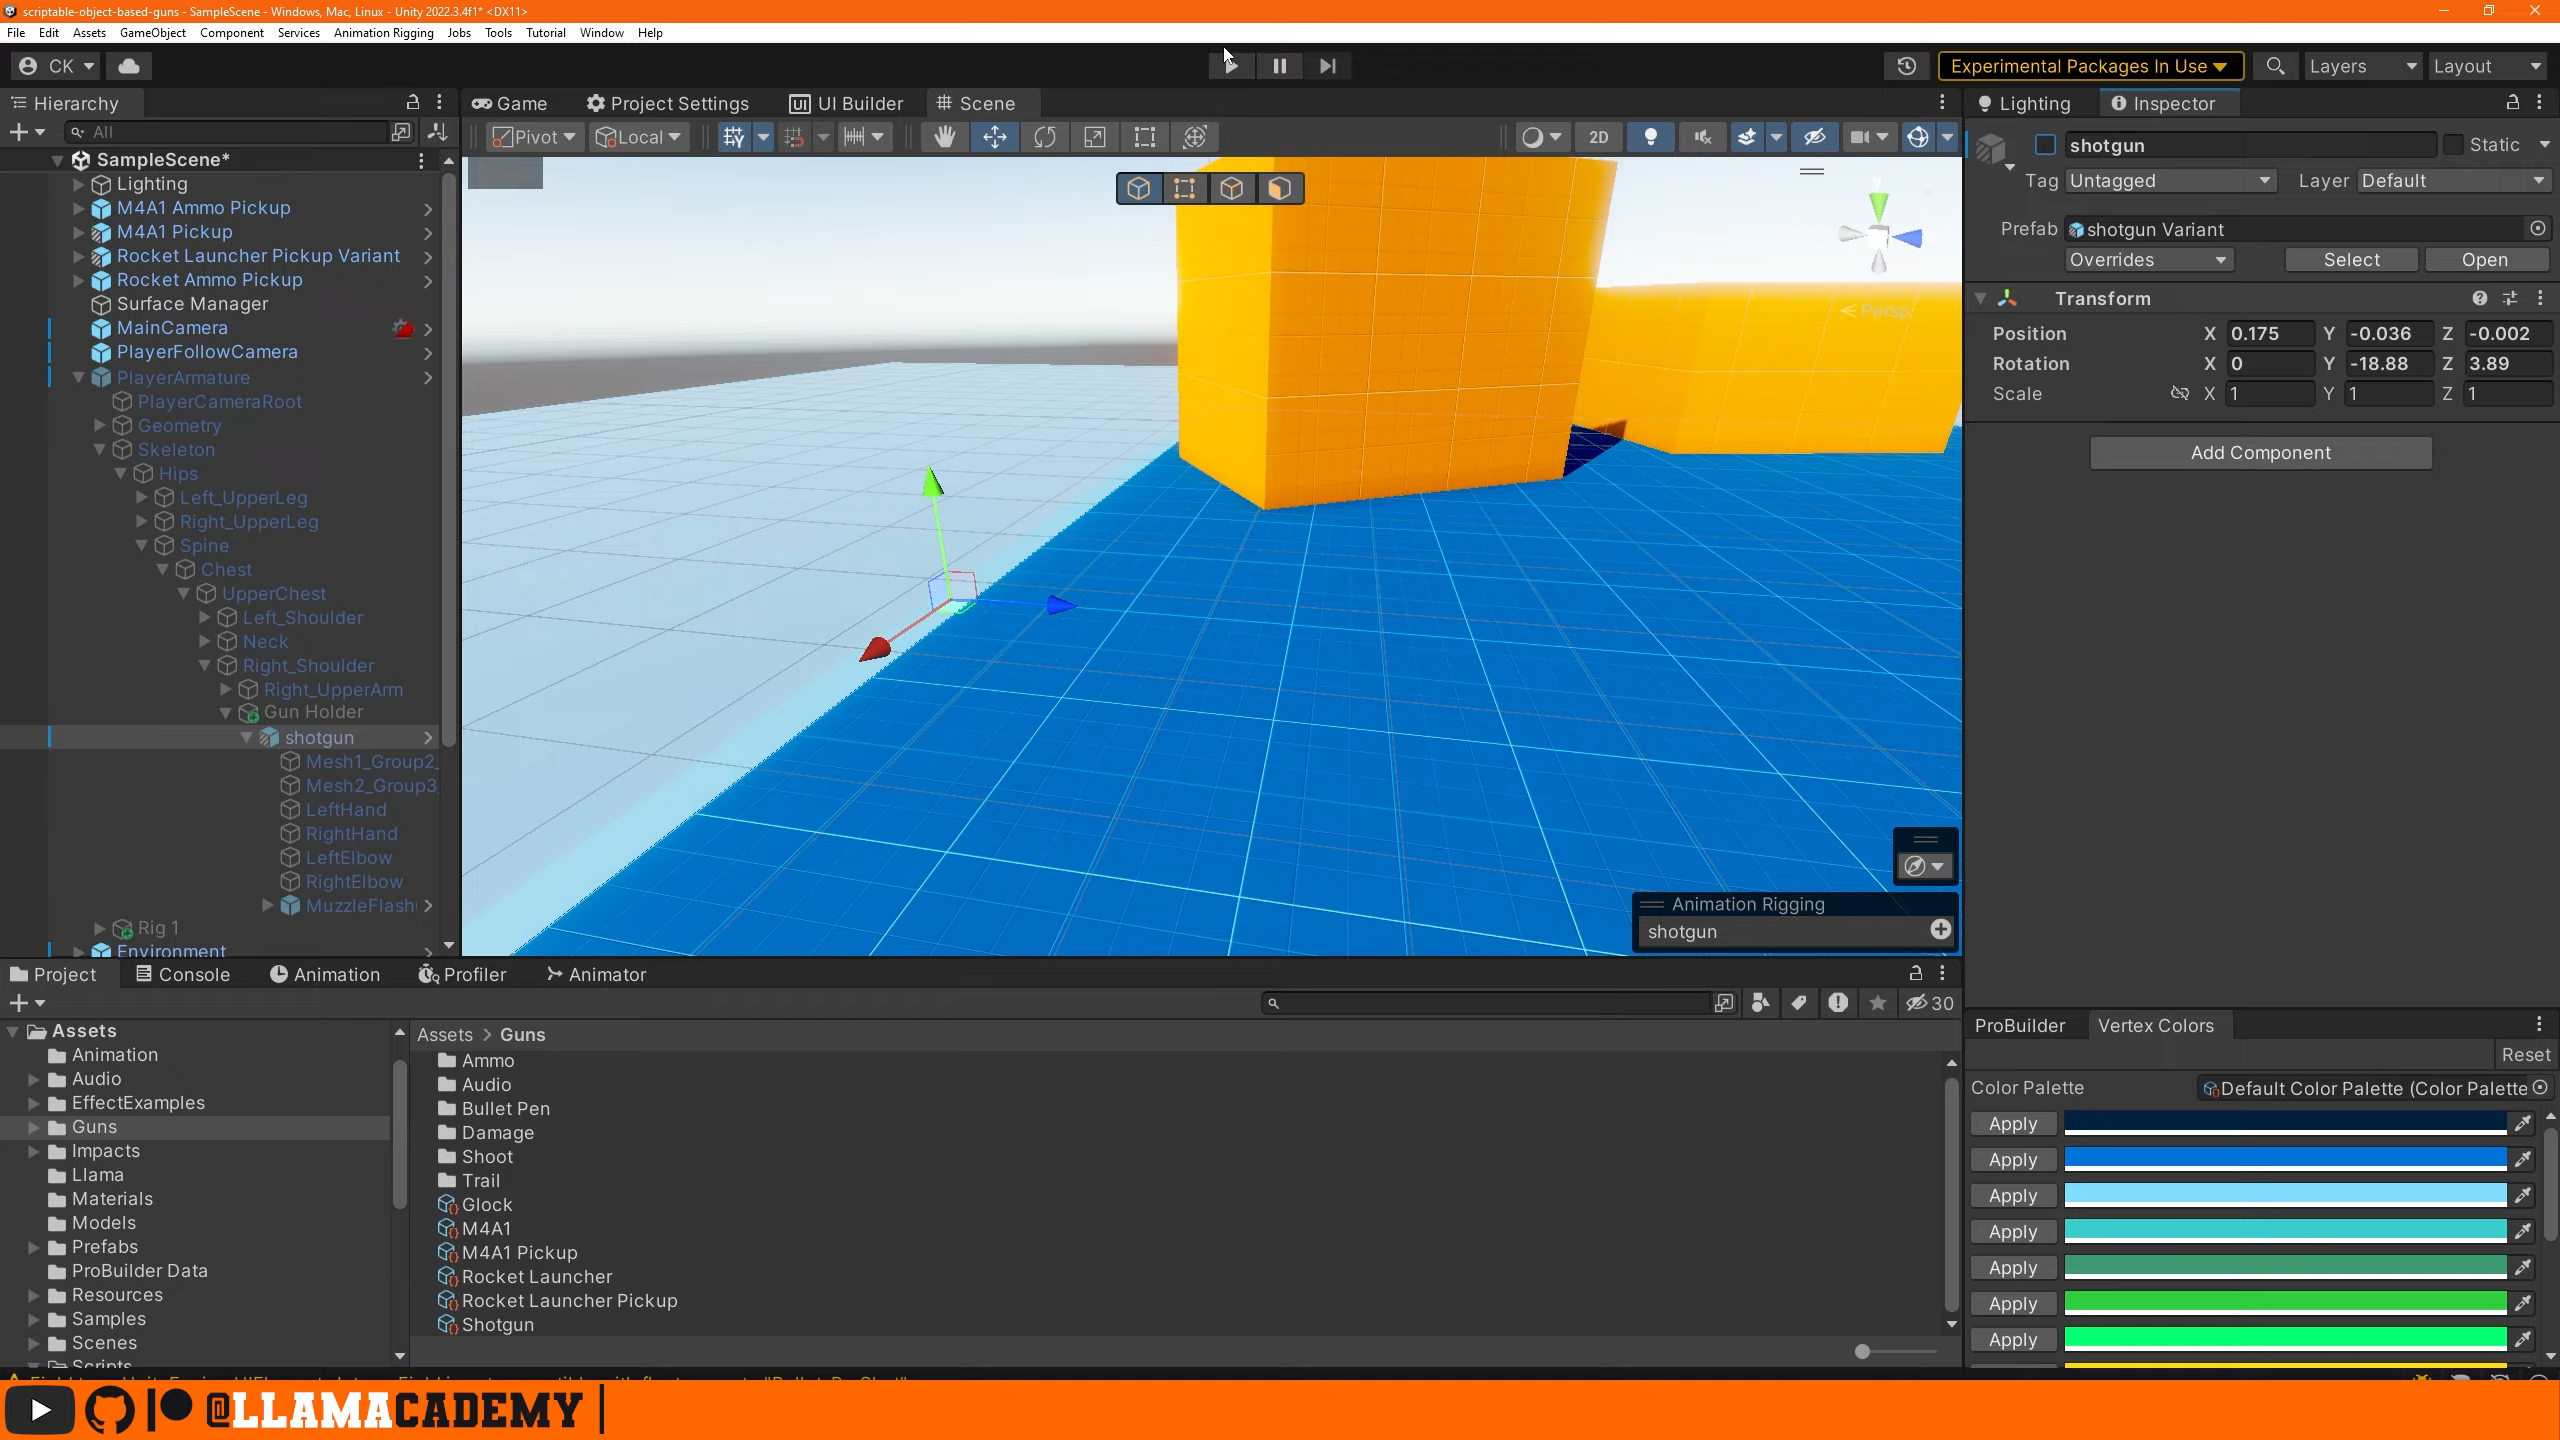 scriptable-object-based-guns - SampleScene - Windows, Mac, Linux - Unity 2022.3.4f1* <DX11>
File Edit Assets GameObject Component Services Animation Rigging Jobs Tools Tutorial Window Help
CK
Experimental Packages In Use
Layers
Layout
Hierarchy
All
SampleScene*
Lighting
M4A1 Ammo Pickup
M4A1 Pickup
Rocket Launcher Pickup Variant
Rocket Ammo Pickup
Surface Manager
MainCamera
PlayerFollowCamera
PlayerArmature
PlayerCameraRoot
Geometry
Skeleton
Hips
Left_UpperLeg
Right_UpperLeg
Spine
Chest
UpperChest
Left_Shoulder
Neck
Right_Shoulder
Right_UpperArm
Gun Holder
shotgun
Mesh1_Group2_
Mesh2_Group3_
LeftHand
RightHand
LeftElbow
RightElbow
MuzzleFlash
Rig 1
Environment
Game Project Settings UI Builder Scene
Pivot Local 2D
y
Persp
Animation Rigging
shotgun
Lighting Inspector
shotgun Static
Tag Untagged Layer Default
Prefab shotgun Variant
Overrides Select Open
Transform
Position X 0.175 Y -0.036 Z -0.002
Rotation X 0 Y -18.88 Z 3.89
Scale X 1 Y 1 Z 1
Add Component
Project Console Animation Profiler Animator
30
Assets
Animation
Audio
EffectExamples
Guns
Impacts
Llama
Materials
Models
Prefabs
ProBuilder Data
Resources
Samples
Scenes
Scripts
Assets > Guns
Ammo
Audio
Bullet Pen
Damage
Shoot
Trail
Glock
M4A1
M4A1 Pickup
Rocket Launcher
Rocket Launcher Pickup
Shotgun
ProBuilder Vertex Colors
Reset
Color Palette Default Color Palette (Color Palette
Apply
Apply
Apply
Apply
Apply
Apply
Apply
@LLAMACADEMY